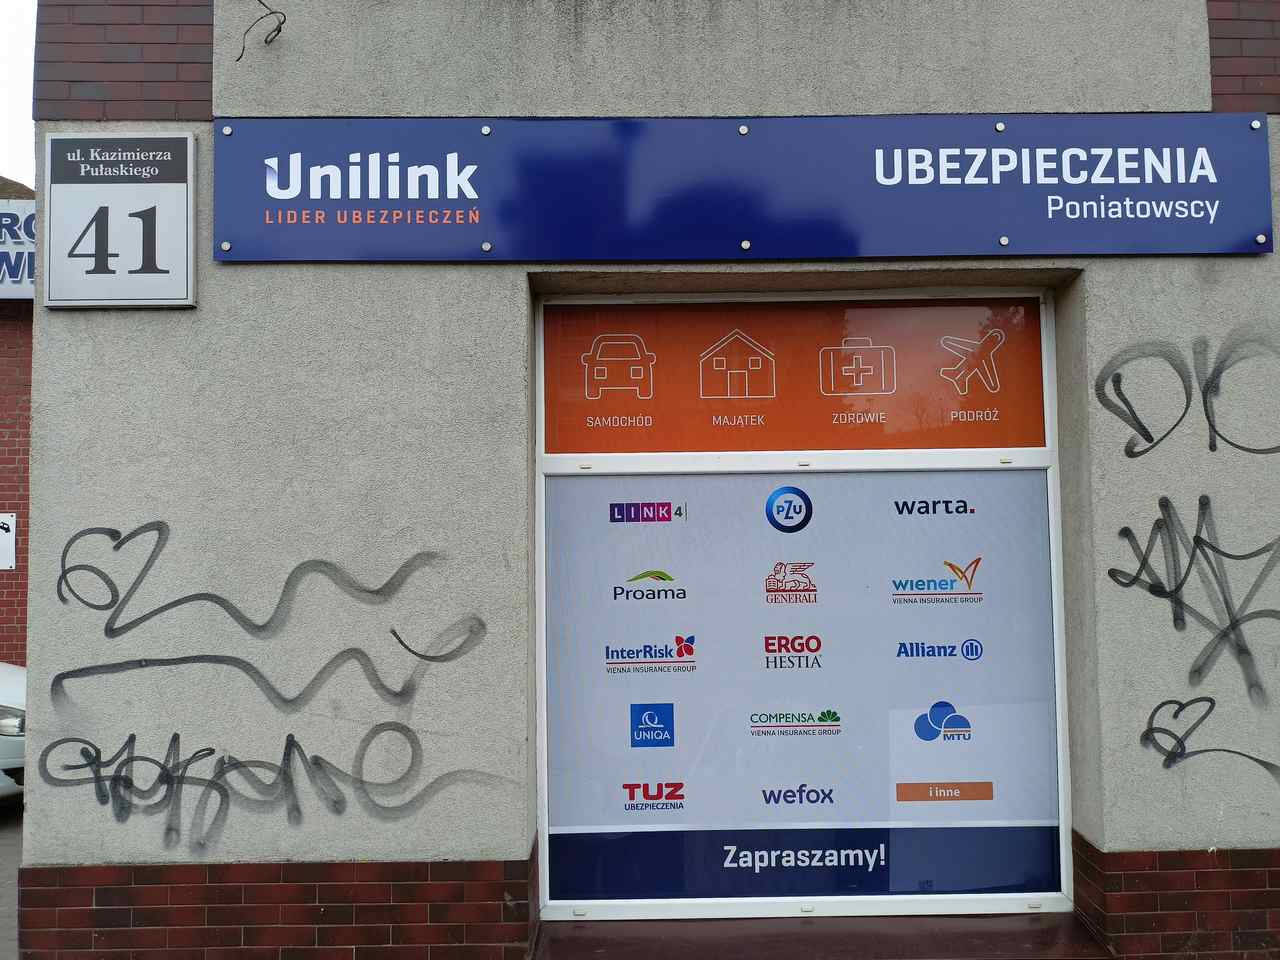 ul. Kazimierza
Pułaskiego
41
Unilink
LIDER UBEZPIECZEŃ
UBEZPIECZENIA
Poniatowscy
SAMOCHÓD MAJĄTEK ZDROWIE PODRÓŻ
LINK4 PZU warta.
Proama GENERALI wiener
VIENNA INSURANCE GROUP
InterRisk ERGO HESTIA Allianz
VIENNA INSURANCE GROUP
UNIQA COMPENSA MTU
VIENNA INSURANCE GROUP
TUZ wefox i inne
UBEZPIECZENIA
Zapraszamy!